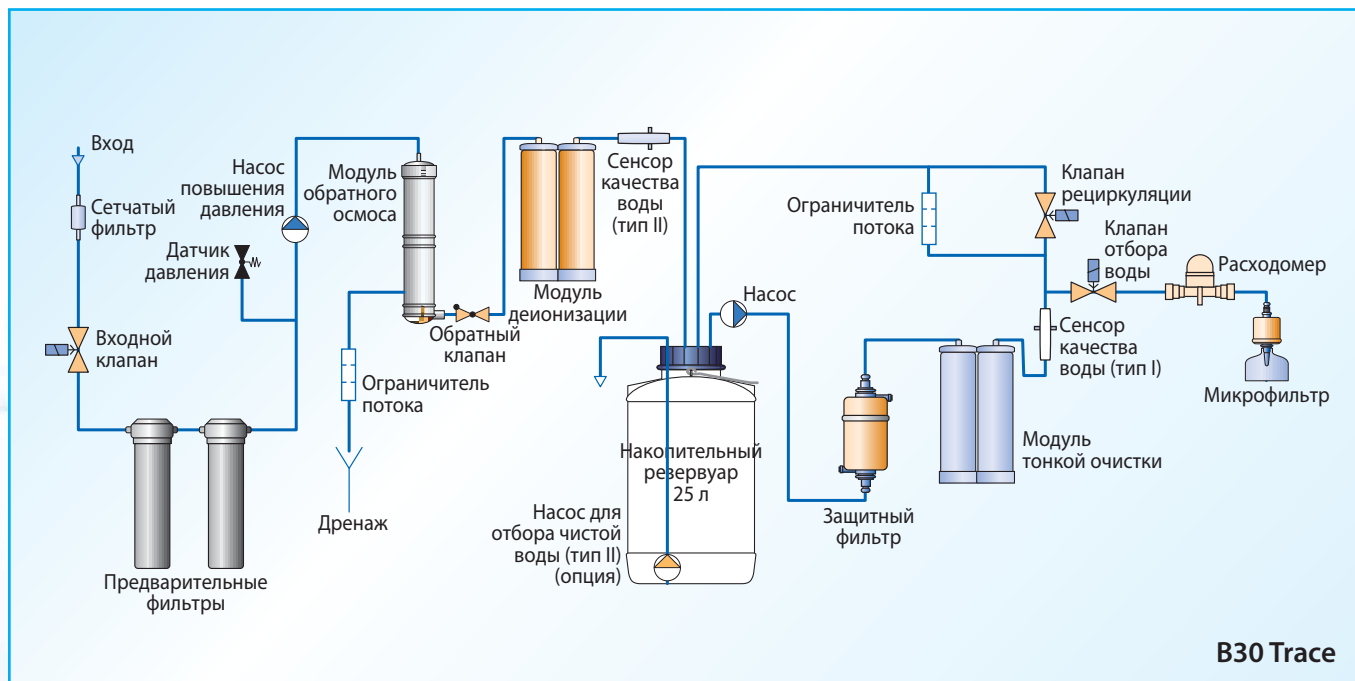 Вход
Сетчатый
фильтр
Входной
клапан
Предварительные
фильтры
Датчик
давления
Насос
повышения
давления
Модуль
обратного
осмоса
Ограничитель
потока
Дренаж
Обратный
клапан
Модуль
деионизации
Сенсор
качества
воды
(тип II)
Насос
Накопительный
резервуар
25 л
Насос для
отбора чистой
воды (тип II)
(опция)
Защитный
фильтр
Модуль
тонкой очистки
Сенсор
качества
воды (тип I)
Ограничитель
потока
Клапан
рециркуляции
Клапан
отбора
воды
Расходомер
Микрофильтр
B30 Trace